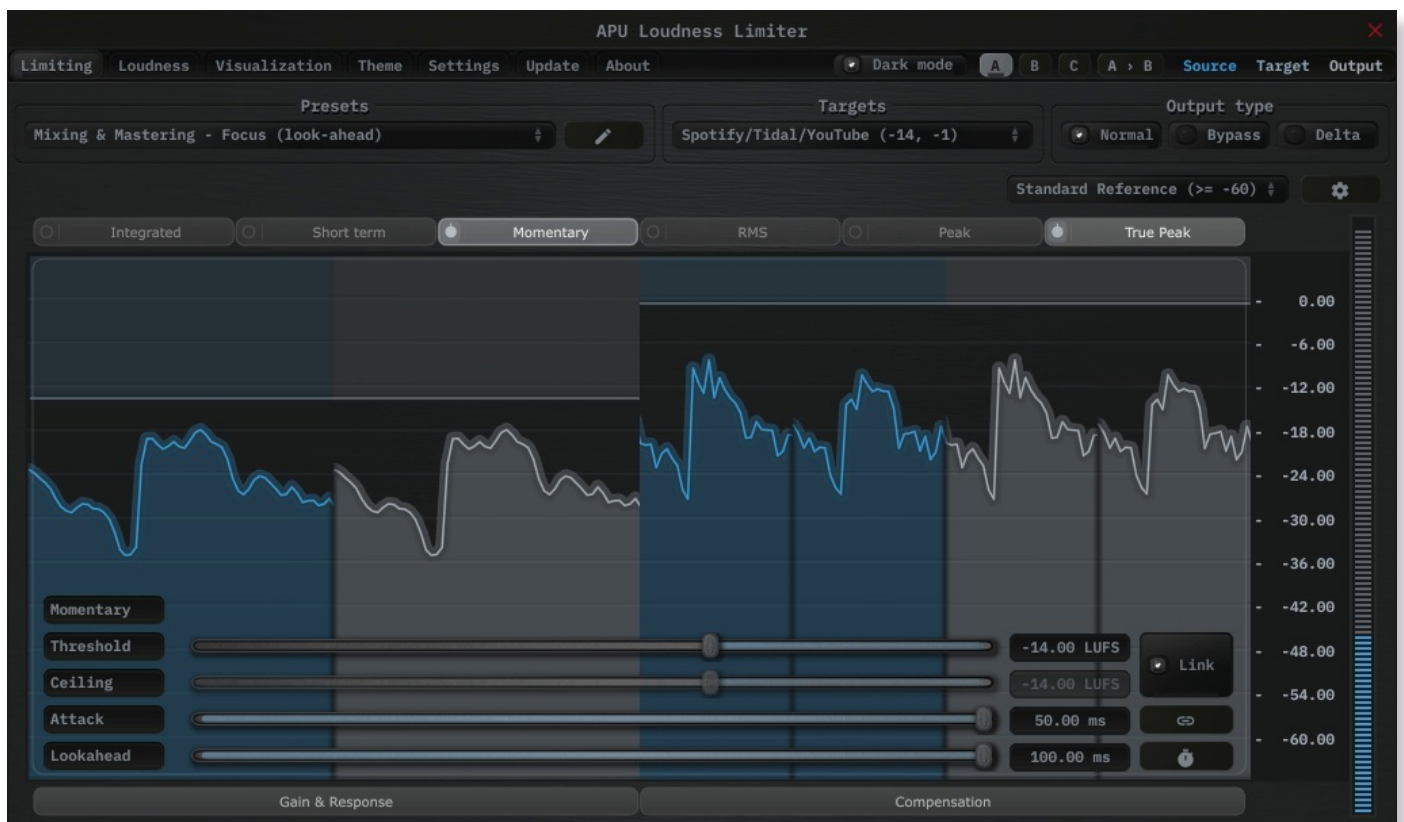 APU Loudness Limiter
Limiting Loudness Visualization Theme Settings Update About Dark mode A B C A › B Source Target Output
Presets Targets Output type
Mixing & Mastering - Focus (look-ahead) Spotify/Tidal/YouTube (-14, -1) Normal Bypass Delta
Standard Reference (>= -60)
Integrated Short term Momentary RMS Peak True Peak
- 0.00
- -6.00
- -12.00
- -18.00
- -24.00
- -30.00
- -36.00
- -42.00
- -48.00
- -54.00
- -60.00
Momentary
Threshold -14.00 LUFS Link
Ceiling -14.00 LUFS
Attack 50.00 ms
Lookahead 100.00 ms
Gain & Response Compensation